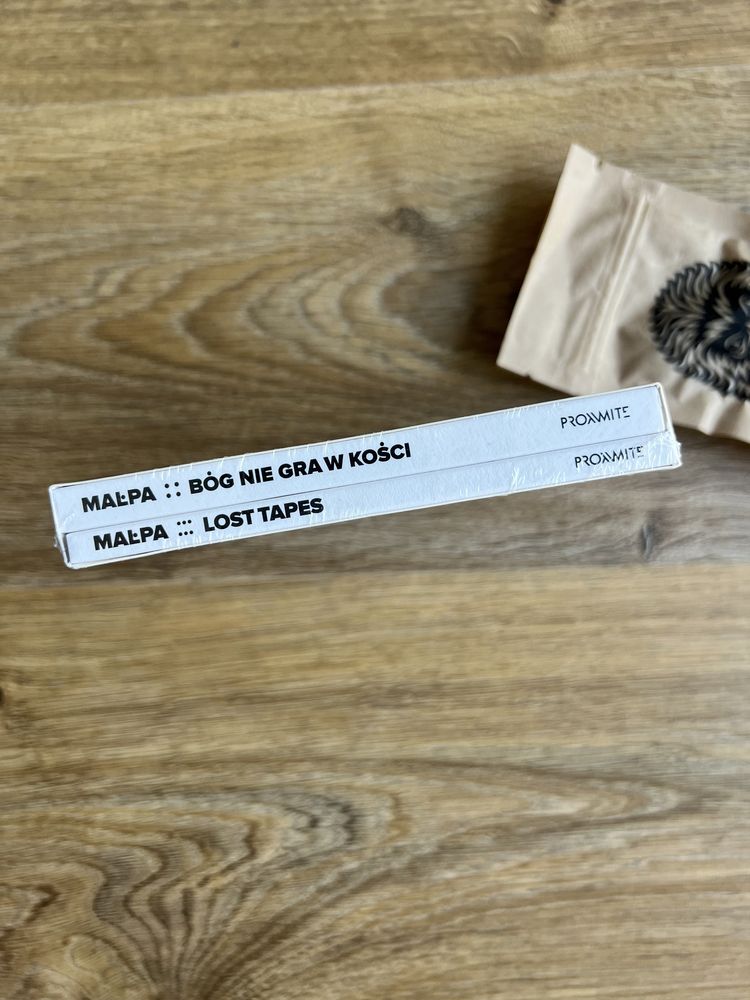 MAŁPA :: BÓG NIE GRA W KOŚCI PROXIMITE
MAŁPA ::: LOST TAPES PROXIMITE